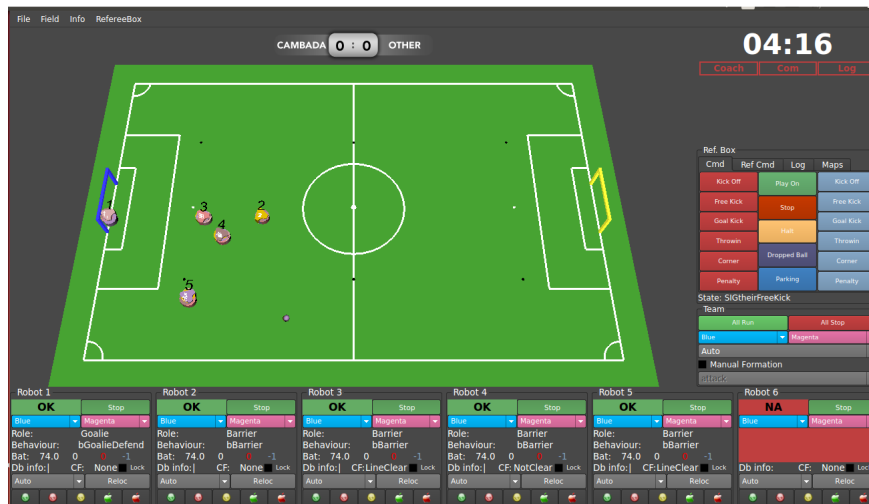 File Field Info RefereeBox
CAMBADA 0 : 0 OTHER
04:16
Coach Com Log
1
3
2
4
5
Ref. Box
Cmd Ref Cmd Log Maps
Kick Off Play On Kick Off
Free Kick Stop Free Kick
Goal Kick Halt Goal Kick
Throwin Dropped Ball Throwin
Corner Parking Corner
Penalty Penalty
State: SIGtheirFreeKick
Team
All Run All Stop
Blue Magenta
Auto
Manual Formation
attack
Robot 1 Robot 2 Robot 3 Robot 4 Robot 5 Robot 6
OK Stop OK Stop OK Stop OK Stop OK Stop NA Stop
Blue Magenta Blue Magenta Blue Magenta Blue Magenta Blue Magenta Blue Magenta
Role: Goalie Role: Barrier Role: Barrier Role: Barrier Role: Barrier
Behaviour: bGoalieDefend Behaviour: bBarrier Behaviour: bBarrier Behaviour: bBarrier Behaviour: bBarrier
Bat: 74.0 0 0 -1 Bat: 74.0 0 0 -1 Bat: 74.0 0 0 -1 Bat: 74.0 0 0 -1 Bat: 74.0 0 0 -1
Db info:| CF: None Lock Db info:| CF: None Lock Db info:| CF:LineClear Lock Db info:| CF: NotClear Lock Db info:| CF:LineClear Lock Db info: CF: None Lock
Auto Reloc Auto Reloc Auto Reloc Auto Reloc Auto Reloc Auto Reloc